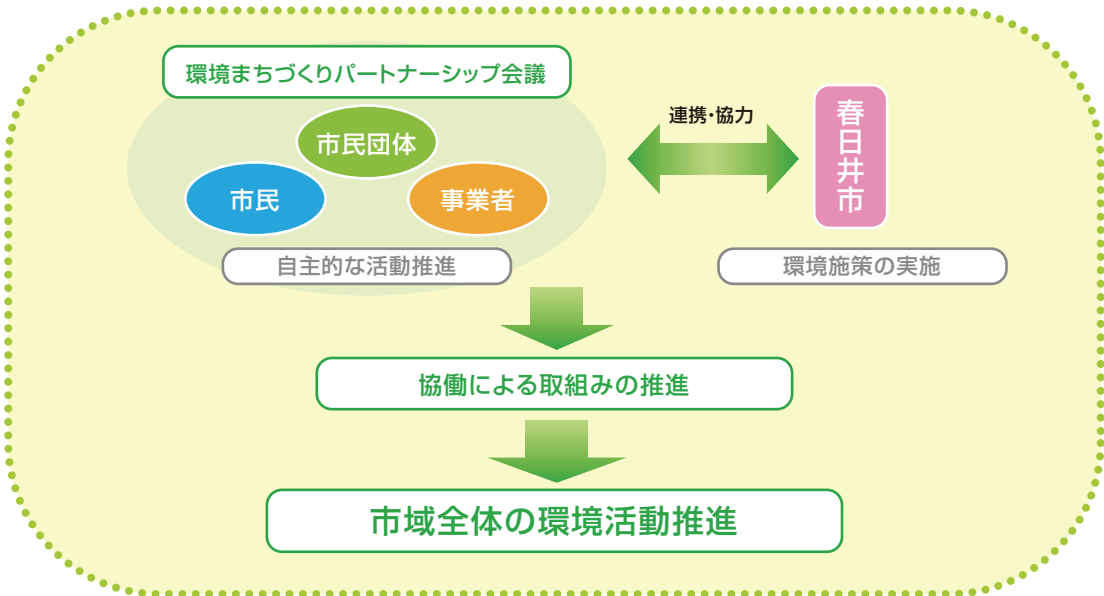 環境まちづくりパートナーシップ会議
市民団体
市民
事業者
自主的な活動推進
連携・協力
春日井市
環境施策の実施
協働による取組みの推進
市域全体の環境活動推進